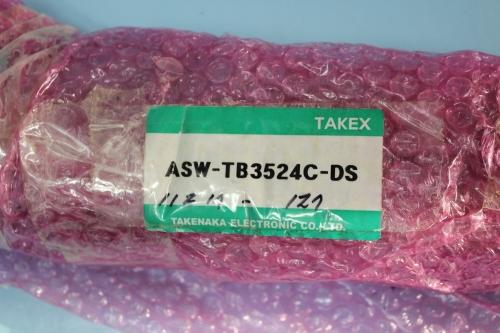 TAKEX
ASW-TB3524C-DS
TAKENAKA ELECTRONIC CO.LTD.